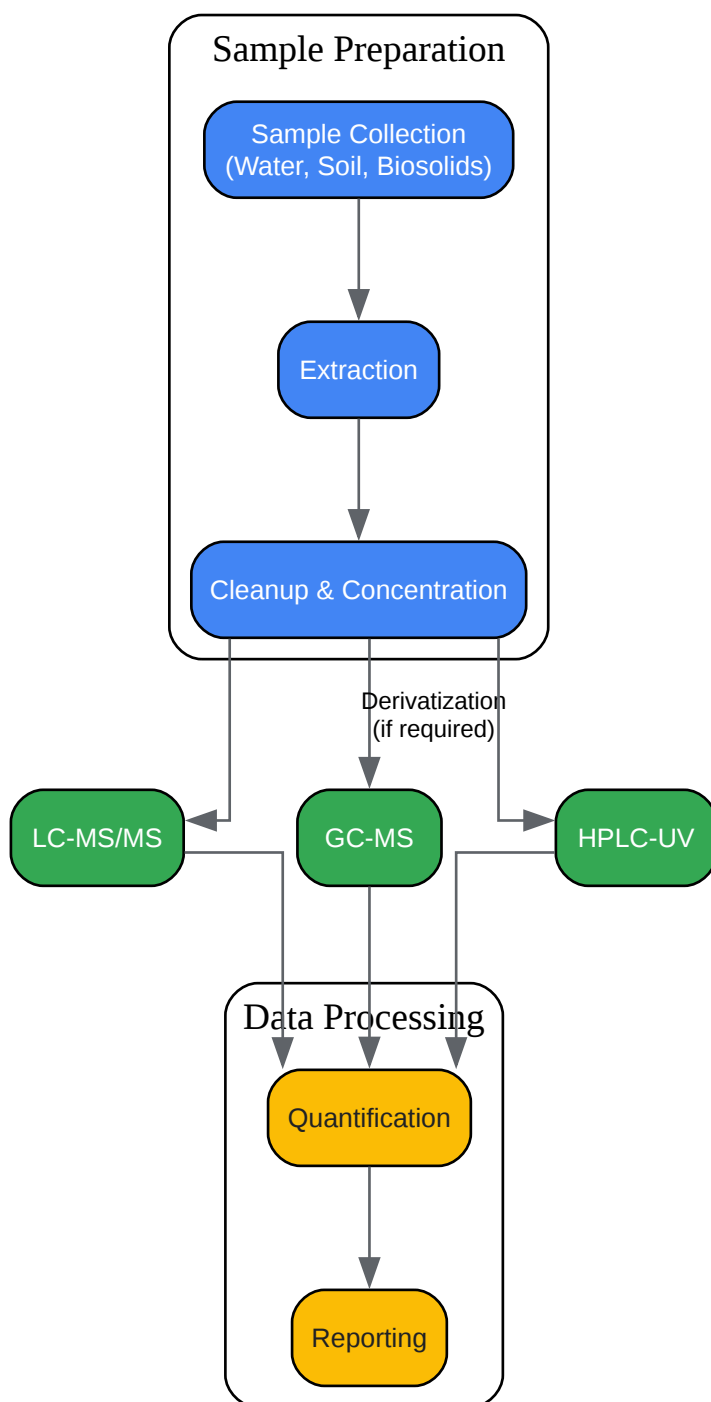 Sample Preparation
Sample Collection
(Water, Soil, Biosolids)
Extraction
Cleanup & Concentration
Derivatization
(if required)
LC-MS/MS
GC-MS
HPLC-UV
Data Processing
Quantification
Reporting